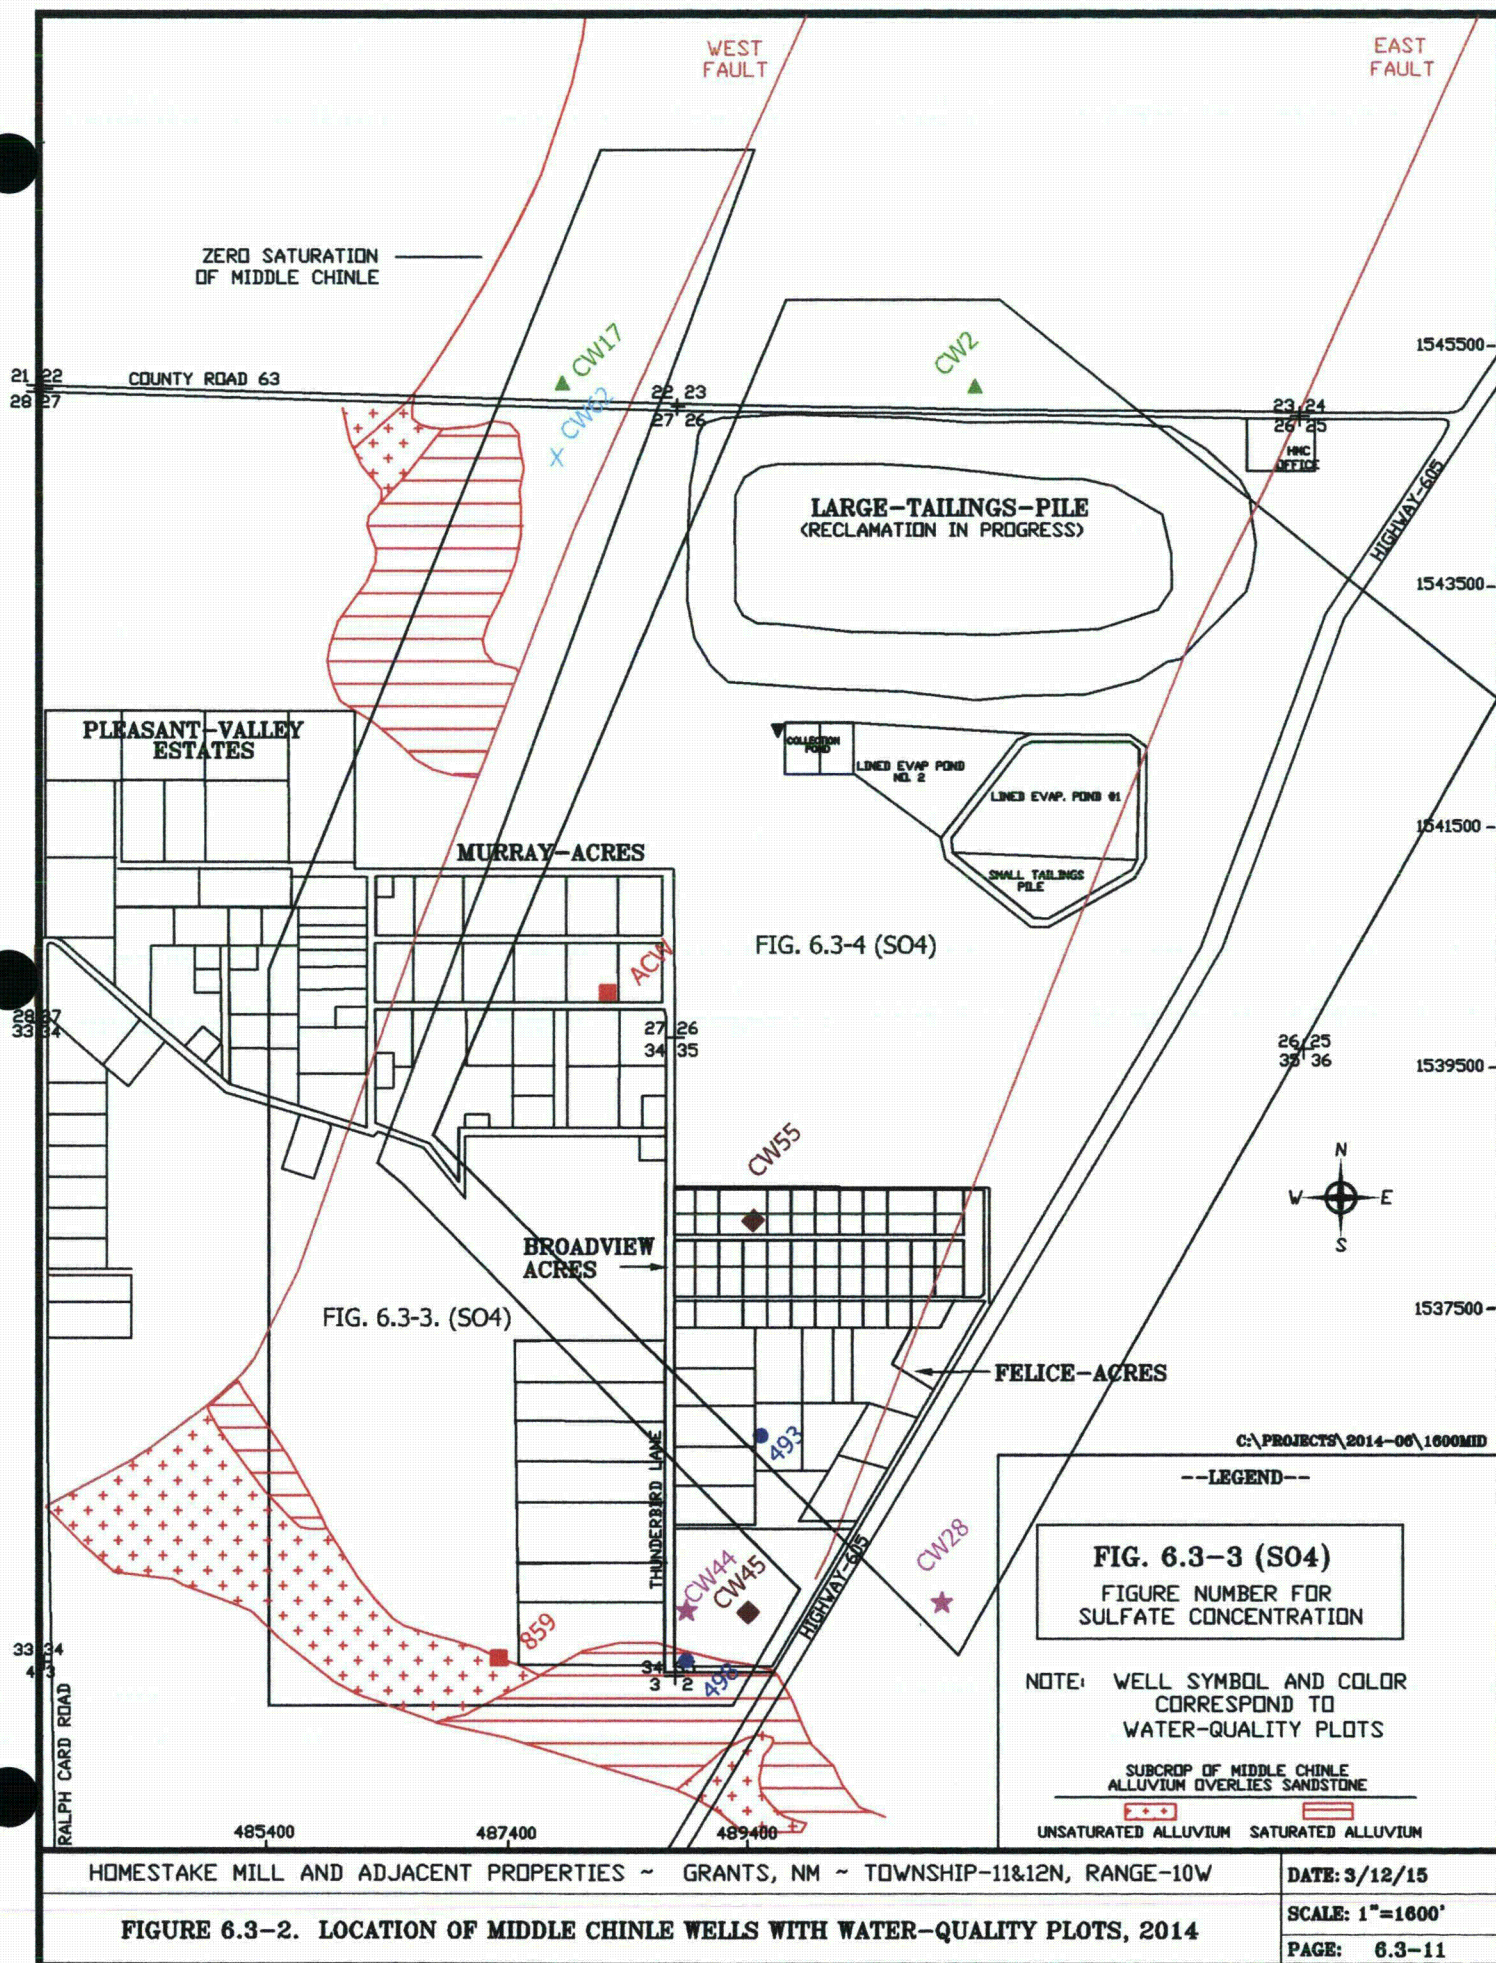 WEST
FAULT
EAST
FAULT
ZERO SATURATION
OF MIDDLE CHINLE
CW17
CW2
1545500
21 22
28 27
COUNTY ROAD 63
CW62
22 23
27 26
23 24
26 25
HMC
OFFICE
HIGHWAY-605
LARGE-TAILINGS-PILE
(RECLAMATION IN PROGRESS)
1543500
PLEASANT-VALLEY
ESTATES
COLLECTION
POND
LINED EVAP POND
NO. 2
LINED EVAP. POND #1
1541500
MURRAY-ACRES
SMALL TAILINGS
PILE
FIG. 6.3-4 (SO4)
ACW
28 27
33 34
27 26
34 35
26 25
35 36
1539500
CW55
N
W E
S
BROADVIEW
ACRES
FIG. 6.3-3. (SO4)
1537500
FELICE-ACRES
493
THUNDERBIRD LANE
C:\PROJECTS\2014-06\1600MID
--LEGEND--
FIG. 6.3-3 (SO4)
FIGURE NUMBER FOR
SULFATE CONCENTRATION
CW28
CW44
CW45
HIGHWAY-605
859
33 34
4 3
34
3 2
498
NOTE: WELL SYMBOL AND COLOR
CORRESPOND TO
WATER-QUALITY PLOTS
SUBCROP OF MIDDLE CHINLE
ALLUVIUM OVERLIES SANDSTONE
UNSATURATED ALLUVIUM SATURATED ALLUVIUM
RALPH CARD ROAD
485400
487400
489400
HOMESTAKE MILL AND ADJACENT PROPERTIES ~ GRANTS, NM ~ TOWNSHIP-11&12N, RANGE-10W
DATE: 3/12/15
FIGURE 6.3-2. LOCATION OF MIDDLE CHINLE WELLS WITH WATER-QUALITY PLOTS, 2014
SCALE: 1"=1600'
PAGE: 6.3-11